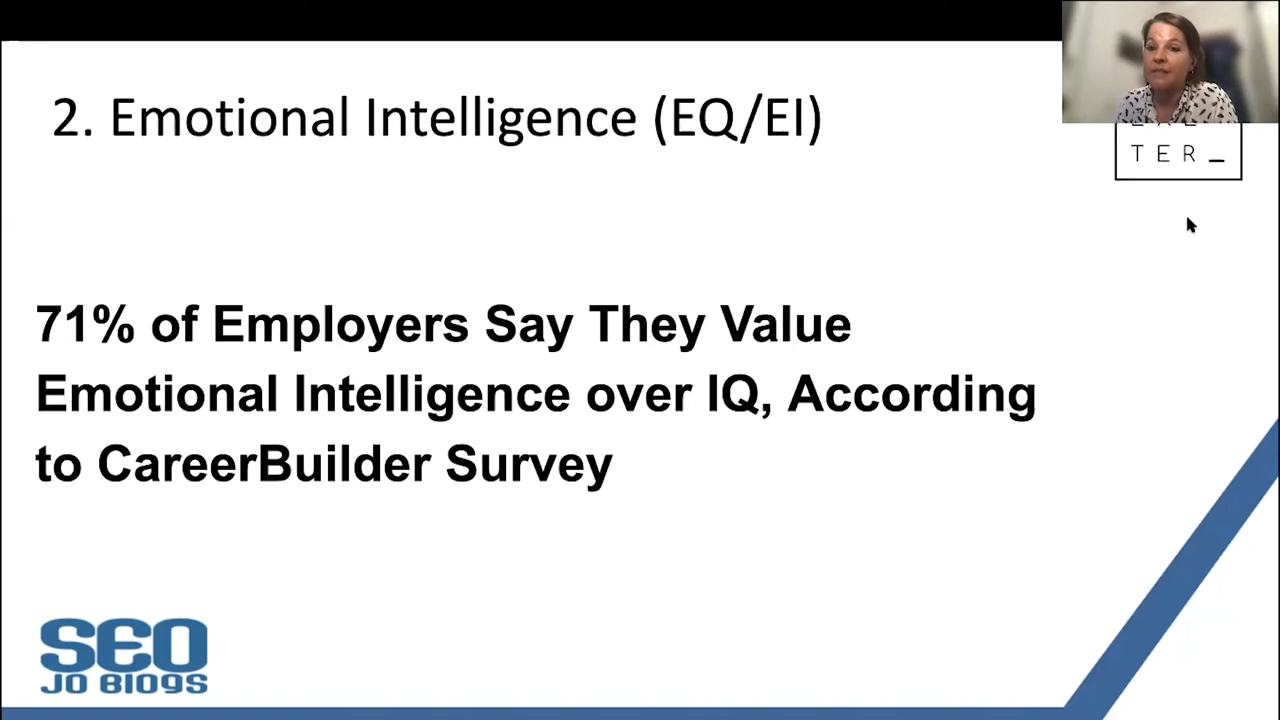 2. Emotional Intelligence (EQ/EI)
TER_
71% of Employers Say They Value
Emotional Intelligence over IQ, According
to CareerBuilder Survey
SEO
JO BlOGS